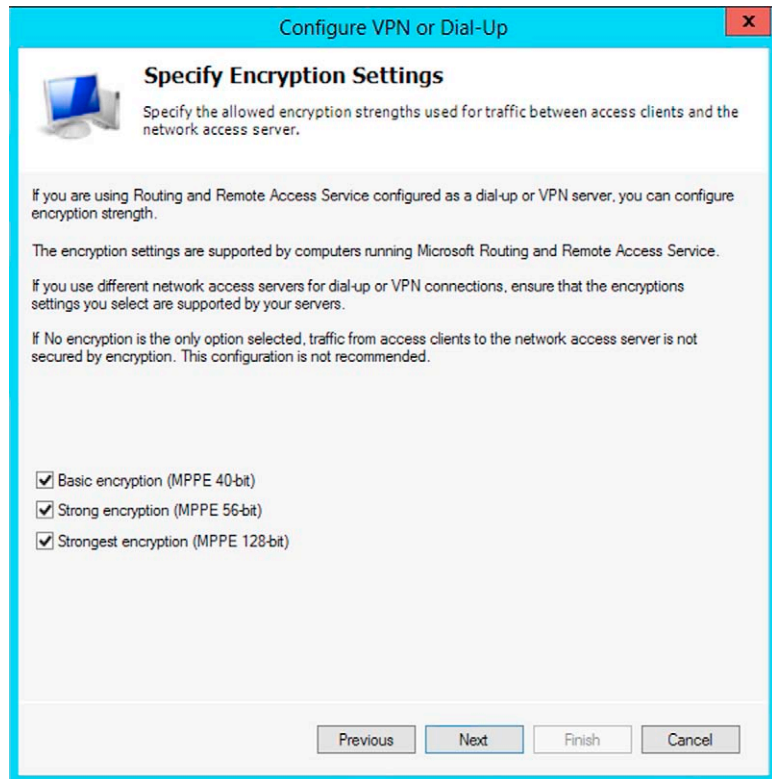 Configure VPN or Dial-Up
x
Specify Encryption Settings
Specify the allowed encryption strengths used for traffic between access clients and the
network access server.
If you are using Routing and Remote Access Service configured as a dial-up or VPN server, you can configure
encryption strength.
The encryption settings are supported by computers running Microsoft Routing and Remote Access Service.
If you use different network access servers for dial-up or VPN connections, ensure that the encryptions
settings you select are supported by your servers.
If No encryption is the only option selected, traffic from access clients to the network access server is not
secured by encryption. This configuration is not recommended.
Basic encryption (MPPE 40-bit)
Strong encryption (MPPE 56-bit)
Strongest encryption (MPPE 128-bit)
Previous Next Finish Cancel